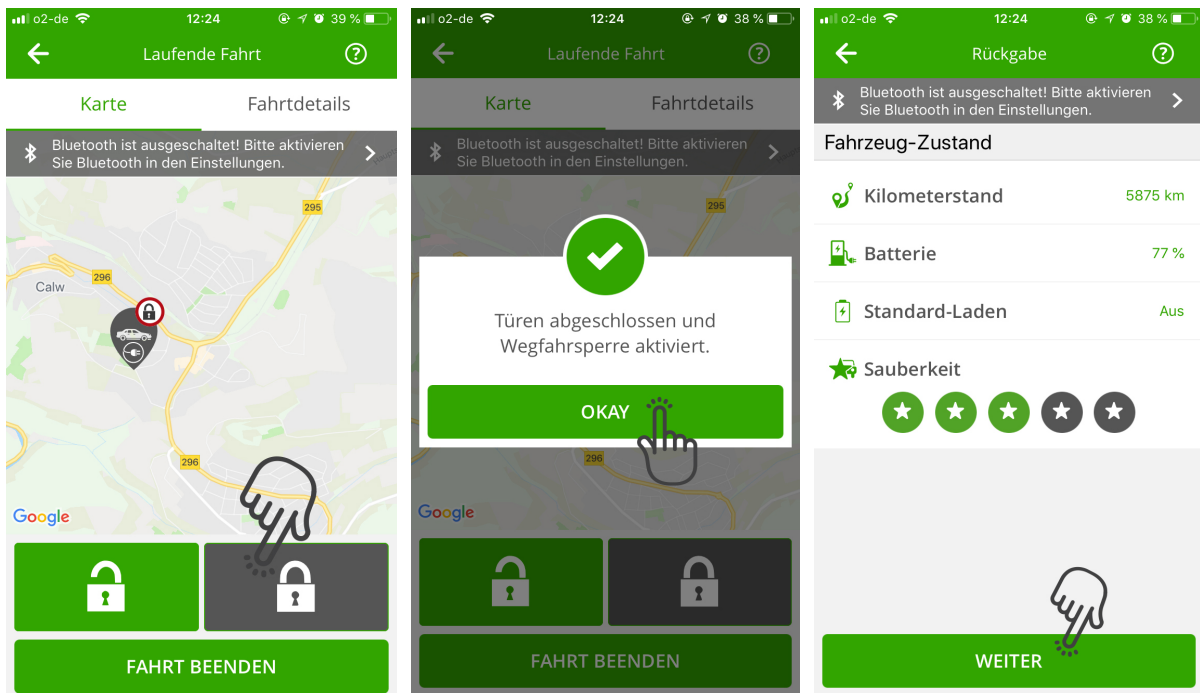 o2-de 12:24 39 %
Laufende Fahrt ?
Karte Fahrtdetails
Bluetooth ist ausgeschaltet! Bitte aktivieren
Sie Bluetooth in den Einstellungen.
295
296
Calw
296
Google
FAHRT BEENDEN
o2-de 12:24 38 %
Laufende Fahrt ?
Karte Fahrtdetails
Bluetooth ist ausgeschaltet! Bitte aktivieren
Sie Bluetooth in den Einstellungen.
295
Türen abgeschlossen und
Wegfahrsperre aktiviert.
OKAY
296
Google
FAHRT BEENDEN
o2-de 12:24 38 %
Rückgabe ?
Bluetooth ist ausgeschaltet! Bitte aktivieren
Sie Bluetooth in den Einstellungen.
Fahrzeug-Zustand
Kilometerstand 5875 km
Batterie 77 %
Standard-Laden Aus
Sauberkeit
WEITER